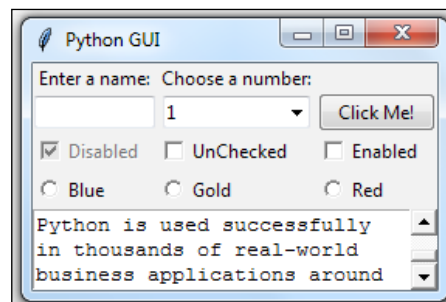 Python GUI
Enter a name: Choose a number:
1 Click Me!
Disabled UnChecked Enabled
Blue Gold Red
Python is used successfully
in thousands of real-world
business applications around